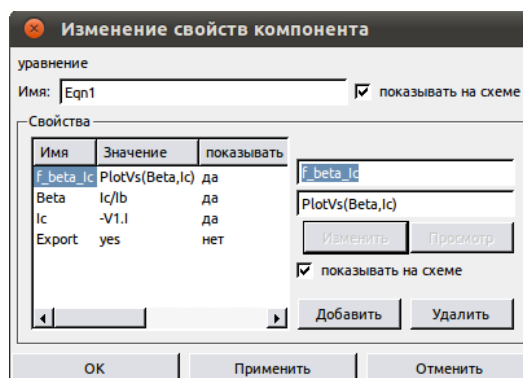 Изменение свойств компонента
уравнение
Имя: Eqn1 показывать на схеме
Свойства
Имя Значение показывать
f_beta_Ic PlotVs(Beta,Ic) да
Beta Ic/Ib да
Ic -V1.I да
Export yes нет
f_beta_Ic
PlotVs(Beta,Ic)
Изменить Просмотр
показывать на схеме
Добавить Удалить
OK Применить Отменить